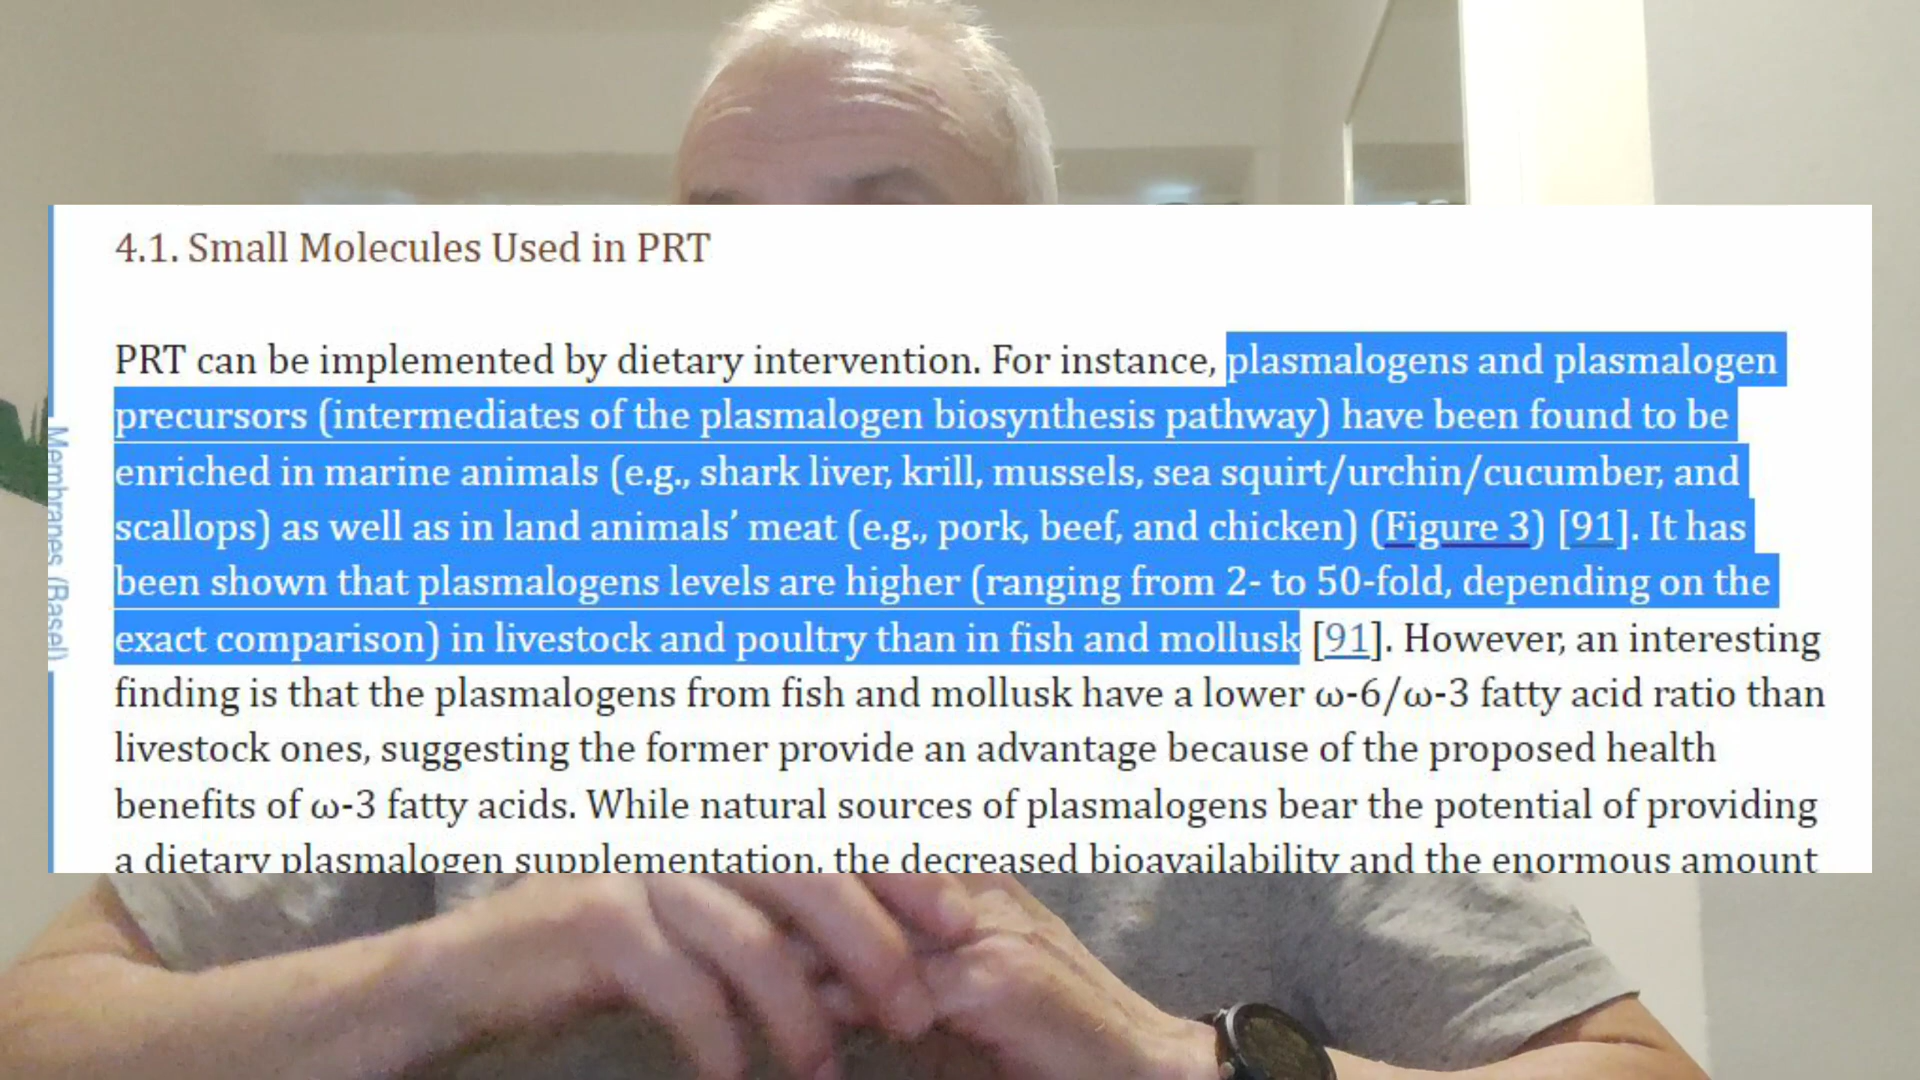 4.1. Small Molecules Used in PRT
PRT can be implemented by dietary intervention. For instance, plasmalogens and plasmalogen
precursors (intermediates of the plasmalogen biosynthesis pathway) have been found to be
enriched in marine animals (e.g., shark liver, krill, mussels, sea squirt/urchin/cucumber, and
scallops) as well as in land animals’ meat (e.g., pork, beef, and chicken) (Figure 3) [91]. It has
been shown that plasmalogens levels are higher (ranging from 2- to 50-fold, depending on the
exact comparison) in livestock and poultry than in fish and mollusk [91]. However, an interesting
finding is that the plasmalogens from fish and mollusk have a lower ω-6/ω-3 fatty acid ratio than
livestock ones, suggesting the former provide an advantage because of the proposed health
benefits of ω-3 fatty acids. While natural sources of plasmalogens bear the potential of providing
a dietary plasmalogen supplementation, the decreased bioavailability and the enormous amount
Membranes (Basel)